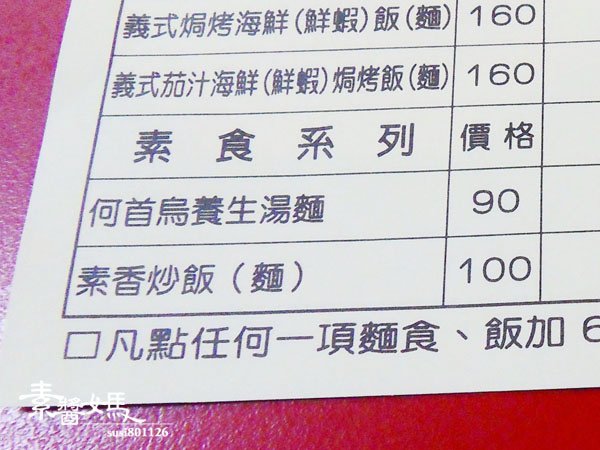 義式焗烤海鮮(鮮蝦)飯(麵) 160
義式茄汁海鮮(鮮蝦)焗烤飯(麵) 160
素食系列 價格
何首烏養生湯麵 90
素香炒飯（麵） 100
□凡點任何一項麵食、飯加6
素醬媽
susi801126